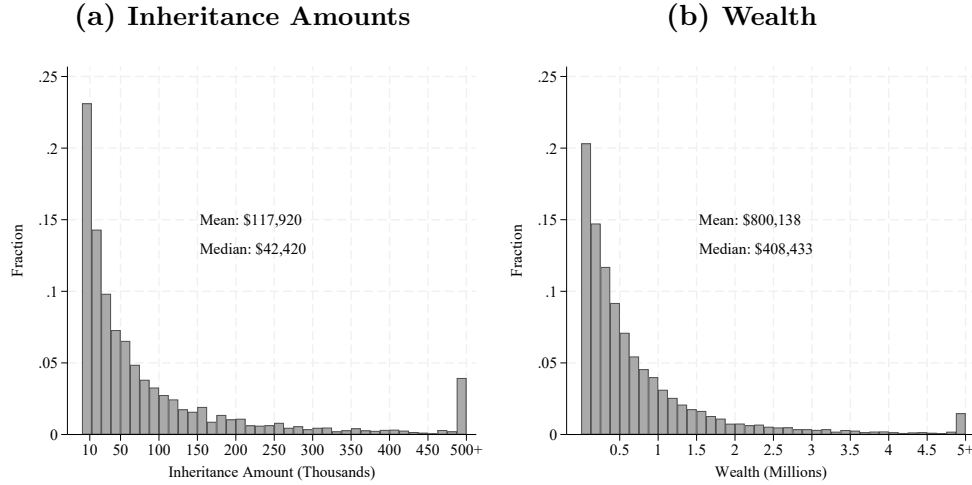 (a) Inheritance Amounts
.25
.2
.15
.1
.05
0
Fraction
Mean: $117,920
Median: $42,420
10 50 100 150 200 250 300 350 400 450 500+
Inheritance Amount (Thousands)
(b) Wealth
.25
.2
.15
.1
.05
0
Fraction
Mean: $800,138
Median: $408,433
0.5 1 1.5 2 2.5 3 3.5 4 4.5 5+
Wealth (Millions)